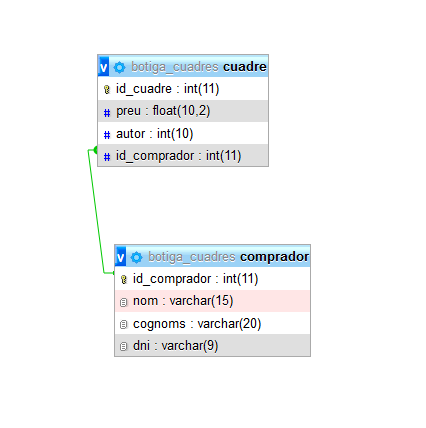 v botiga_cuadres cuadre
id_cuadre : int(11)
# preu : float(10,2)
# autor : int(10)
# id_comprador : int(11)
v botiga_cuadres comprador
id_comprador : int(11)
nom : varchar(15)
cognoms : varchar(20)
dni : varchar(9)